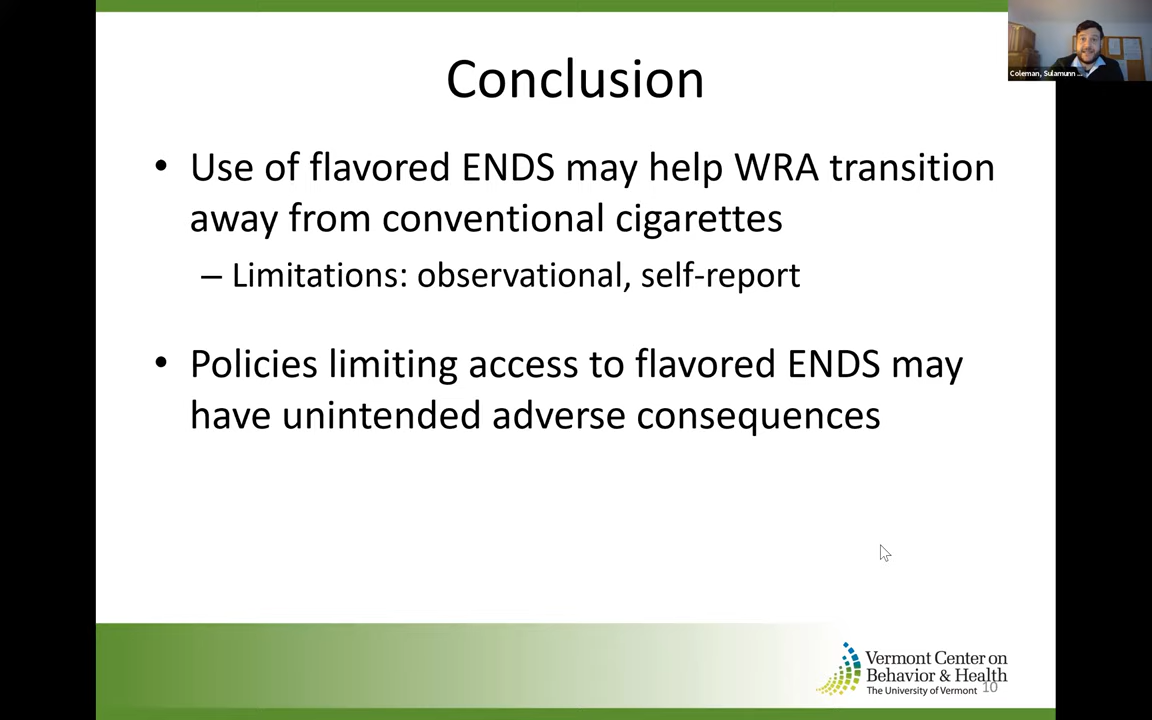 Coleman, Sulamunn ...
Conclusion
• Use of flavored ENDS may help WRA transition
away from conventional cigarettes
– Limitations: observational, self-report
• Policies limiting access to flavored ENDS may
have unintended adverse consequences
Vermont Center on
Behavior & Health
The University of Vermont
10